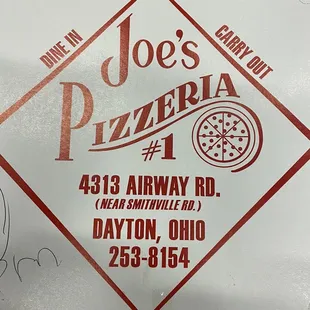 DINE IN
CARRY OUT
Joe's
PIZZERIA
#1
4313 AIRWAY RD.
(NEAR SMITHVILLE RD.)
DAYTON, OHIO
253-8154